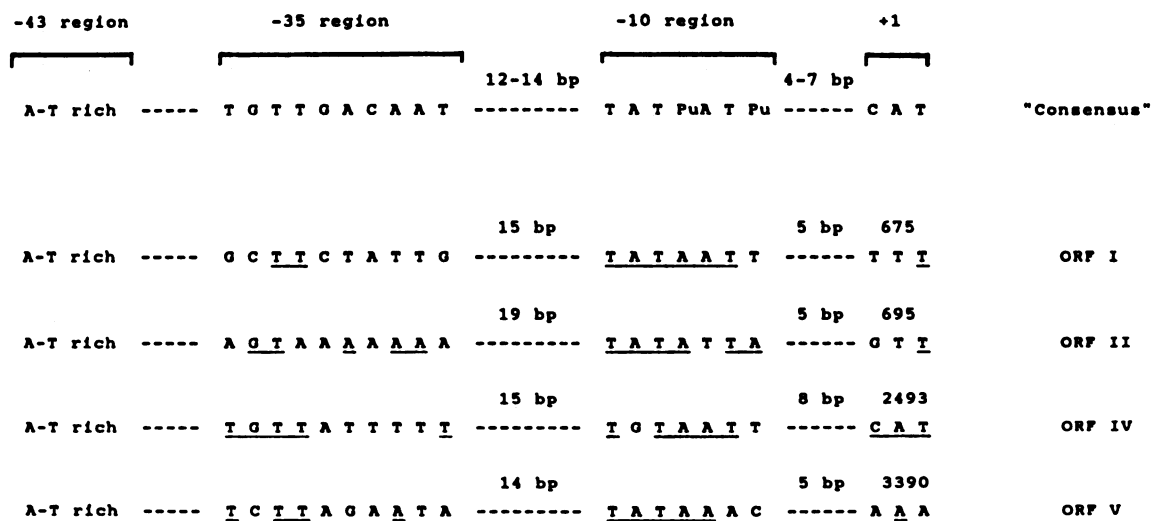 -43 region -35 region -10 region +1
12-14 bp 4-7 bp
A-T rich ----- T G T T G A C A A T --------- T A T Pu A T Pu ------ C A T "Consensus"
15 bp 5 bp 675
A-T rich ----- G C T T C T A T T G --------- T A T A A T T ------ T T T ORF I
19 bp 5 bp 695
A-T rich ----- A G T A A A A A A A --------- T A T A T T A ------ G T T ORF II
15 bp 8 bp 2493
A-T rich ----- T G T T A T T T T T --------- T G T A A T T ------ C A T ORF IV
14 bp 5 bp 3390
A-T rich ----- T C T T A G A A T A --------- T A T A A A C ------ A A A ORF V